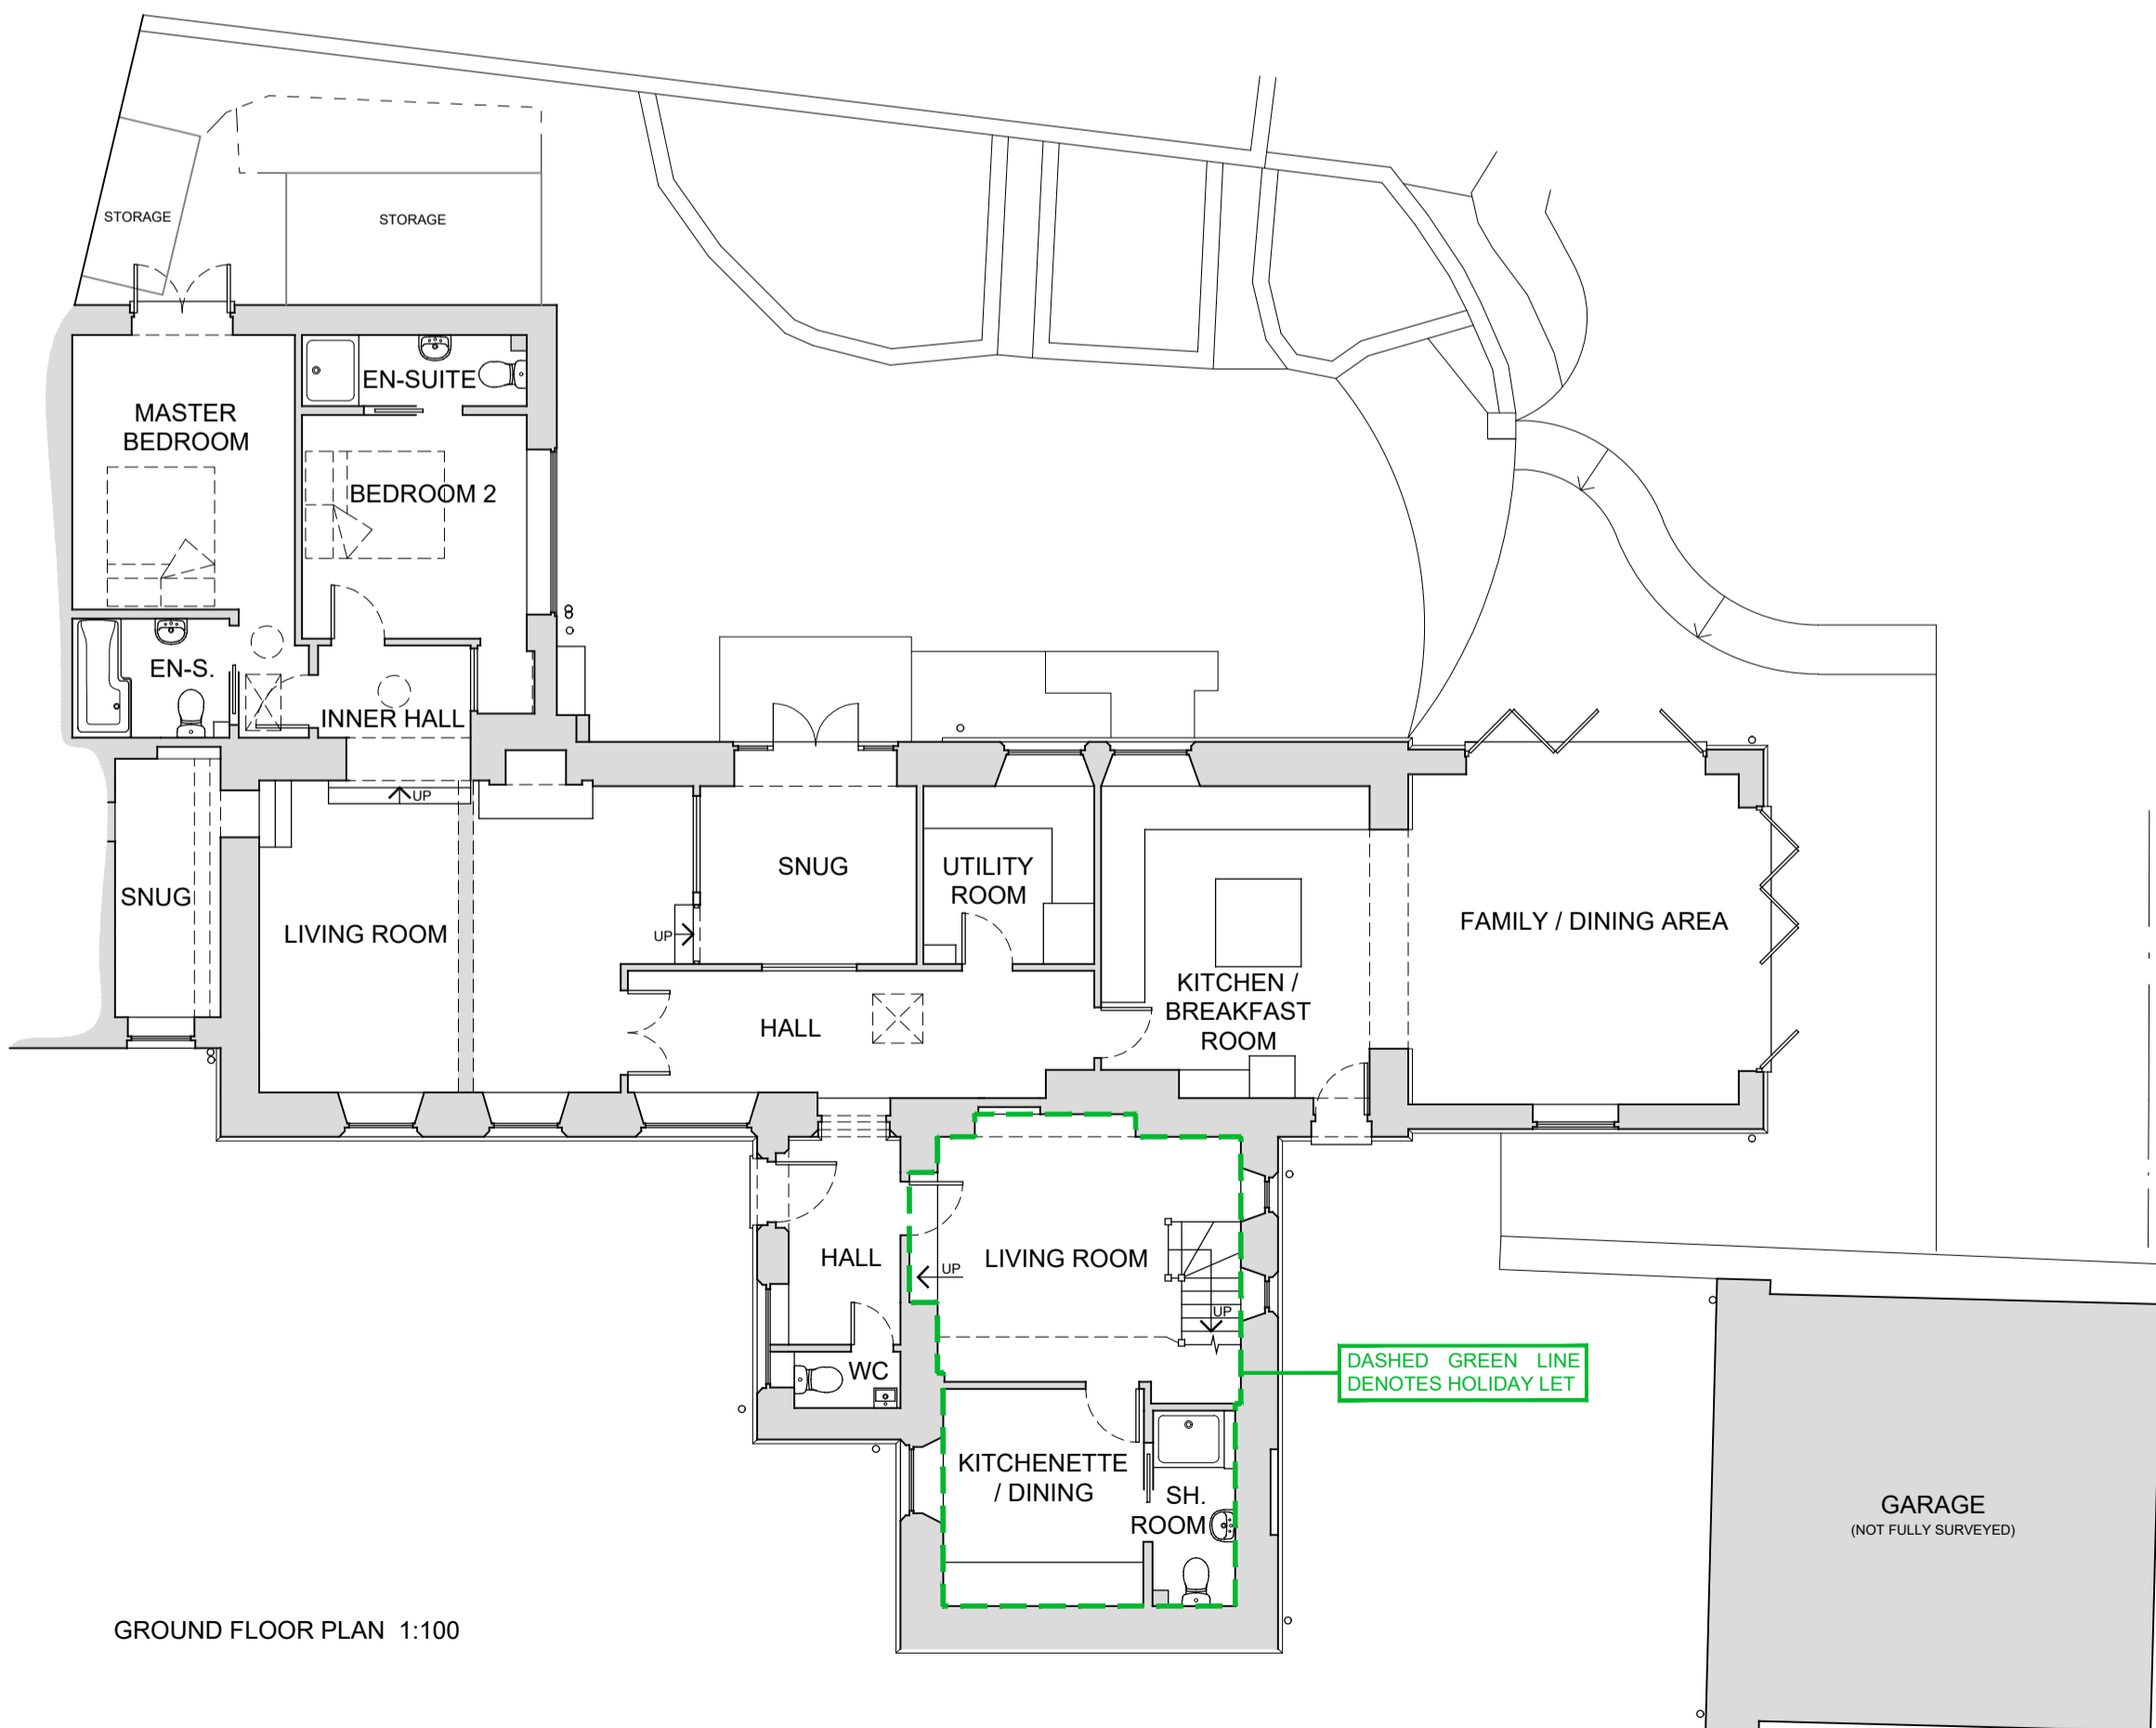 STORAGE
STORAGE
EN-SUITE
MASTER
BEDROOM
BEDROOM 2
EN-S.
INNER HALL
UP
SNUG
LIVING ROOM
UP
SNUG
UTILITY
ROOM
FAMILY / DINING AREA
KITCHEN /
BREAKFAST
ROOM
HALL
HALL
LIVING ROOM
UP
UP
WC
DASHED GREEN LINE
DENOTES HOLIDAY LET
KITCHENETTE
/ DINING
SH.
ROOM
GARAGE
(NOT FULLY SURVEYED)
GROUND FLOOR PLAN 1:100